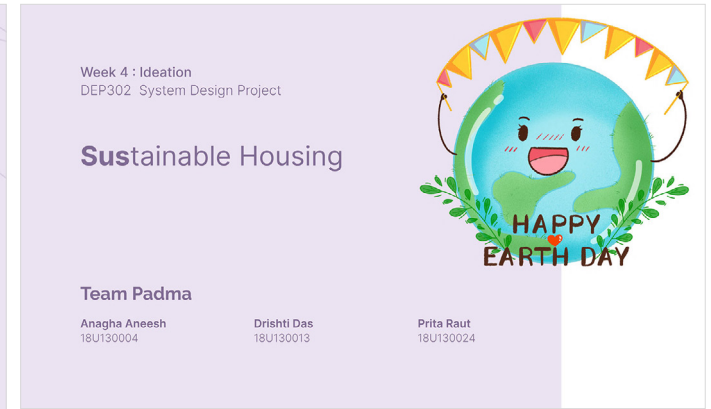 Week 4 : Ideation
DEP302 System Design Project
Sustainable Housing
HAPPY
EARTH DAY
Team Padma
Anagha Aneesh Drishti Das Prita Raut
18U130004 18U130013 18U130024